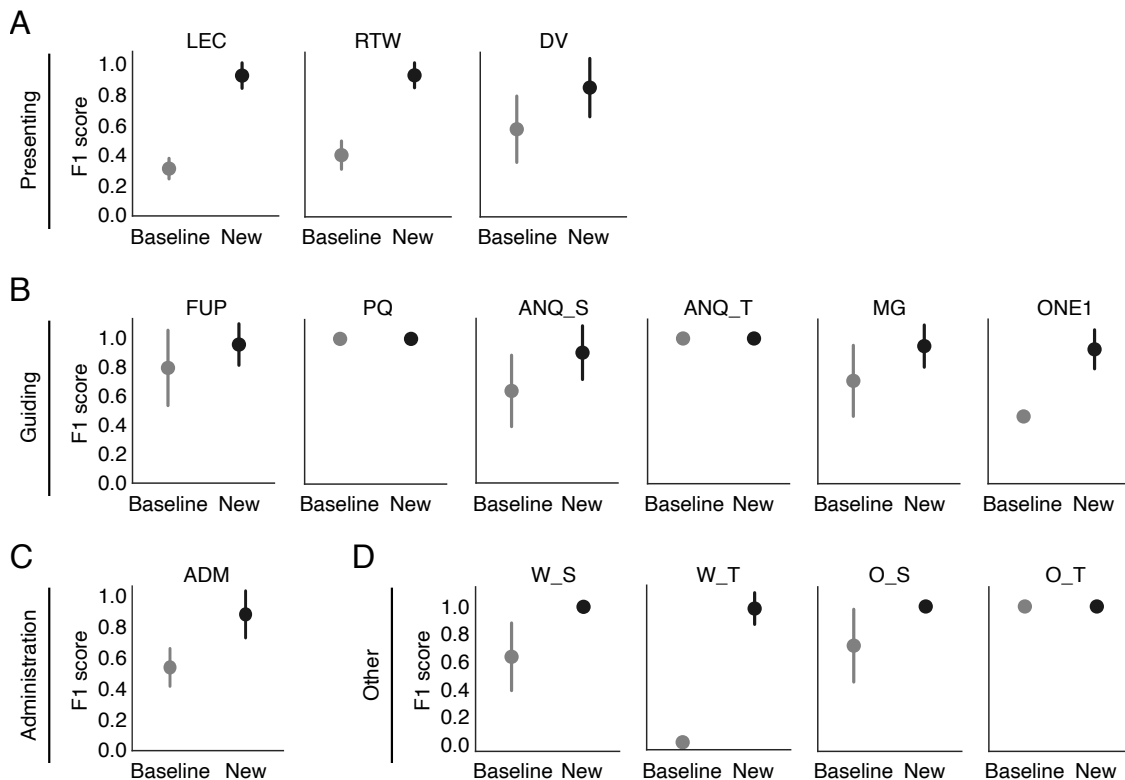 A
LEC RTW DV
Presenting
F1 score
1.0
0.8
0.6
0.4
0.2
0.0
Baseline New Baseline New Baseline New
B
FUP PQ ANQ_S ANQ_T MG ONE1
Guiding
F1 score
1.0
0.8
0.6
0.4
0.2
0.0
Baseline New Baseline New Baseline New Baseline New Baseline New Baseline New
C
ADM
Administration
F1 score
1.0
0.8
0.6
0.4
0.2
0.0
Baseline New
D
W_S W_T O_S O_T
Other
F1 score
1.0
0.8
0.6
0.4
0.2
0.0
Baseline New Baseline New Baseline New Baseline New